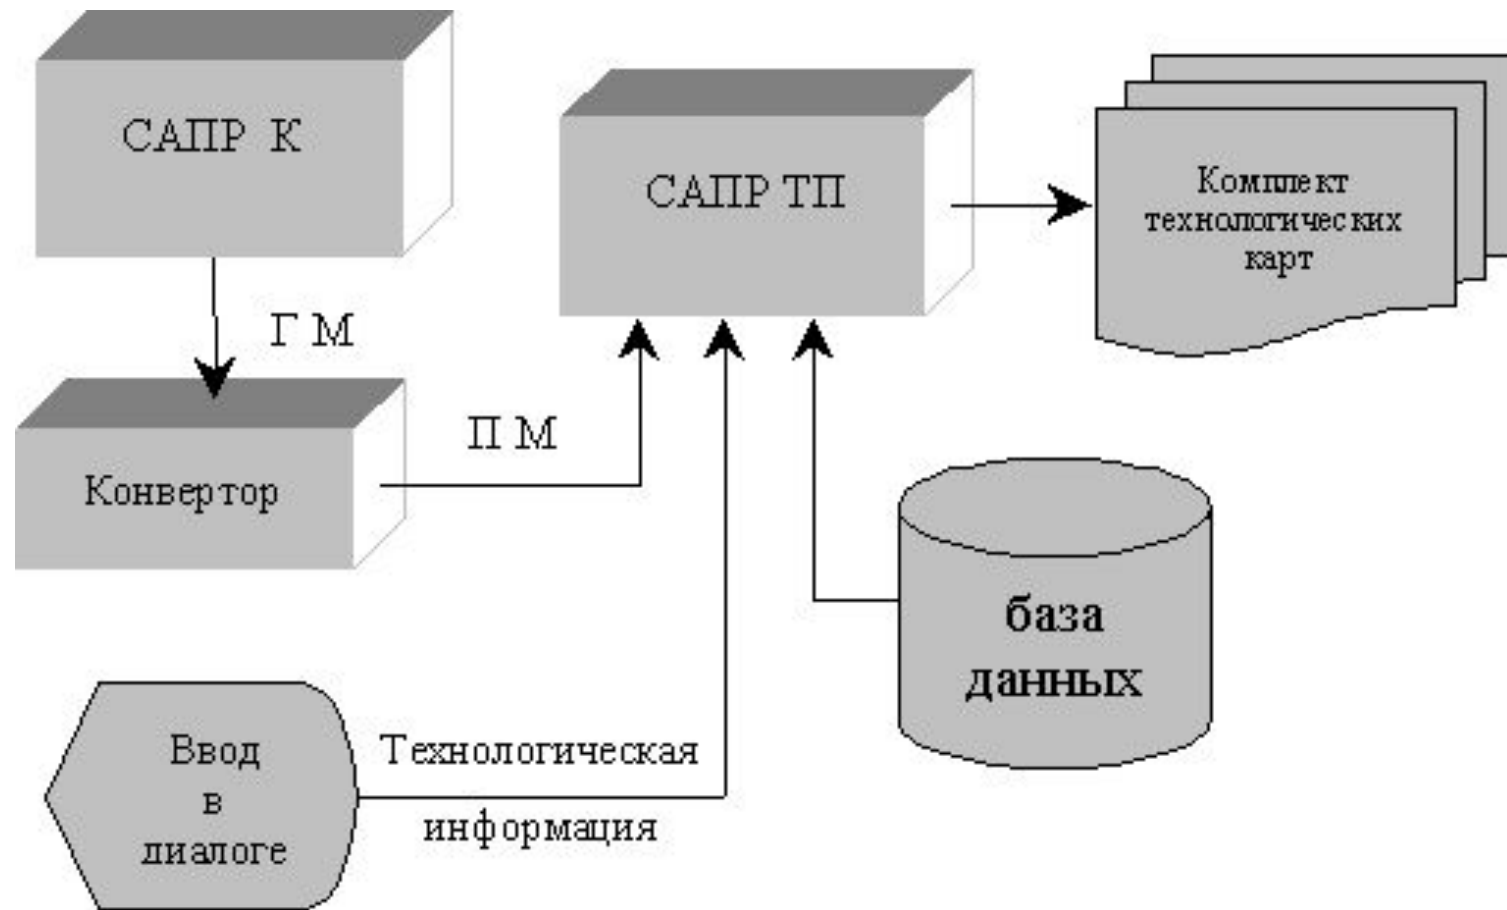 САПР К
САПР ТП
Комплект
технологических
карт
Г М
П М
Конвертор
база
данных
Ввод
в
диалоге
Технологическая
информация